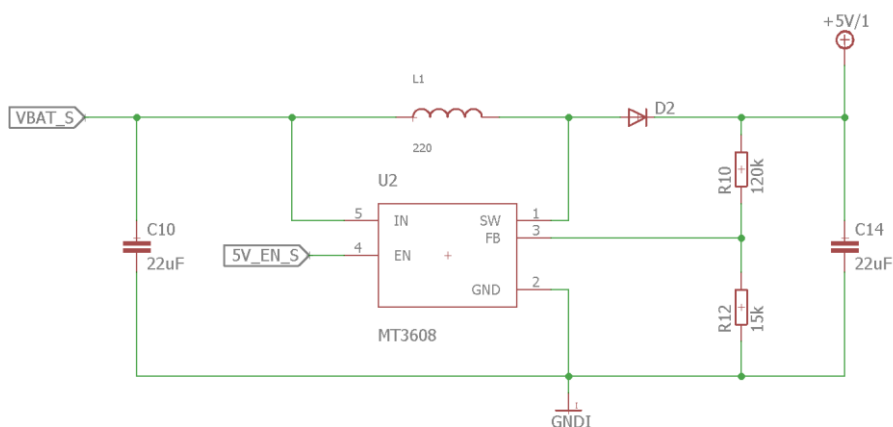 +5V/1
L1
VBAT_S
D2
220
R10
120k
U2
5
IN
SW
1
C10
22uF
FB
3
C14
22uF
5V_EN_S
4
EN
GND
2
R12
15k
MT3608
GNDI